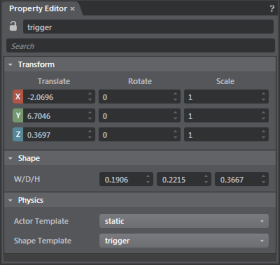 Property Editor × ?
trigger
Search
Transform
Translate Rotate Scale
X -2.0696 0 1
Y 6.7046 0 1
Z 0.3697 0 1
Shape
W/D/H 0.1906 0.2215 0.3667
Physics
Actor Template static
Shape Template trigger